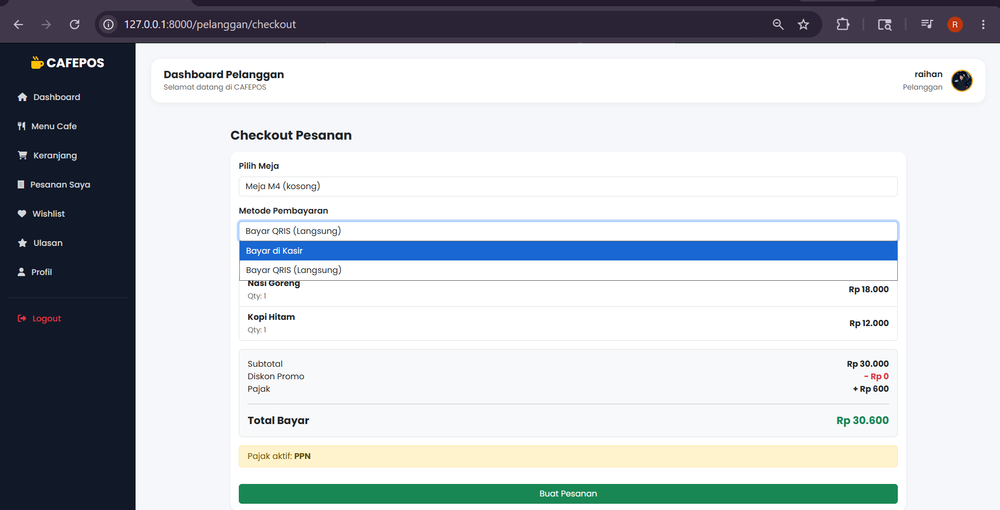 127.0.0.1:8000/pelanggan/checkout
R
CAFEPOS
Dashboard
Menu Cafe
Keranjang
Pesanan Saya
Wishlist
Ulasan
Profil
Logout
Dashboard Pelanggan
Selamat datang di CAFEPOS
raihan
Pelanggan
Checkout Pesanan
Pilih Meja
Meja M4 (kosong)
Metode Pembayaran
Bayar QRIS (Langsung)
Bayar di Kasir
Bayar QRIS (Langsung)
Nasi Goreng
Qty: 1
Rp 18.000
Kopi Hitam
Qty: 1
Rp 12.000
Subtotal Rp 30.000
Diskon Promo - Rp 0
Pajak + Rp 600
Total Bayar Rp 30.600
Pajak aktif: PPN
Buat Pesanan